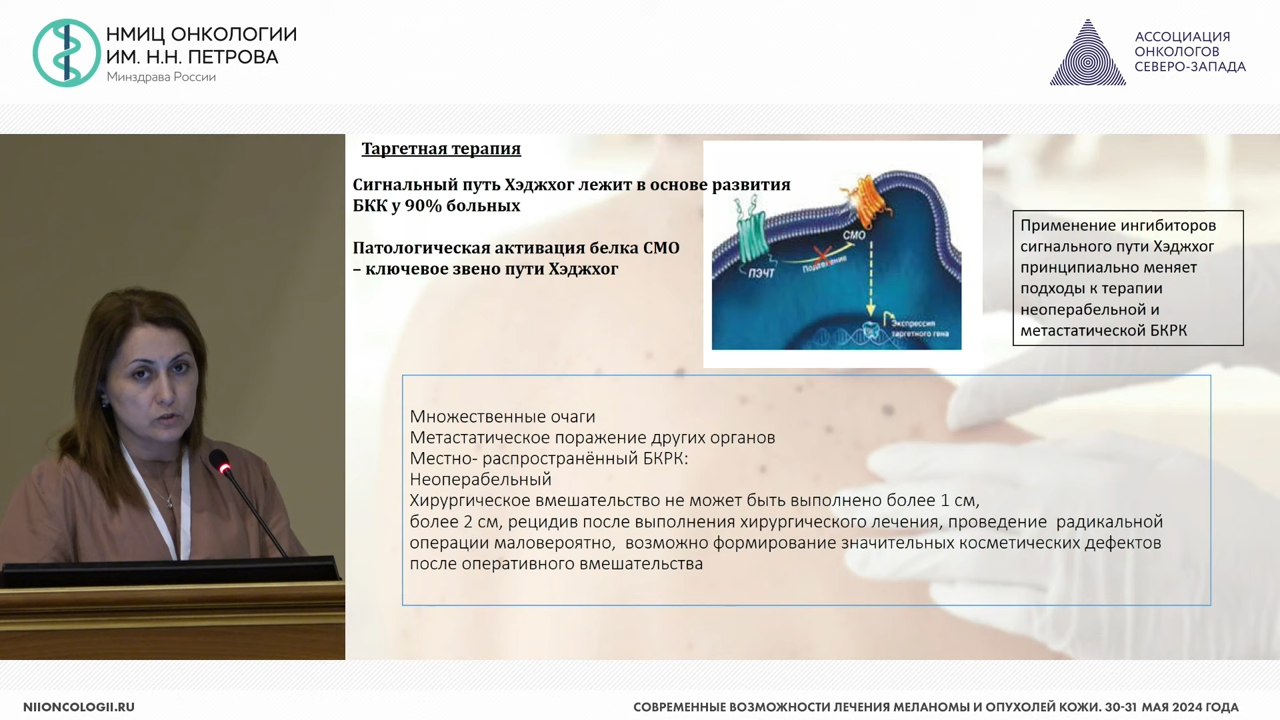 НМИЦ ОНКОЛОГИИ
ИМ. Н.Н. ПЕТРОВА
Минздрава России
АССОЦИАЦИЯ
ОНКОЛОГОВ
СЕВЕРО-ЗАПАДА
Таргетная терапия
Сигнальный путь Хэджхог лежит в основе развития
БКК у 90% больных
Патологическая активация белка СМО
– ключевое звено пути Хэджхог
СМО
ПЭЧТ
Подавление
Экспрессия
таргетного гена
Применение ингибиторов
сигнального пути Хэджхог
принципиально меняет
подходы к терапии
неоперабельной и
метастатической БКРК
Множественные очаги
Метастатическое поражение других органов
Местно- распространённый БКРК:
Неоперабельный
Хирургическое вмешательство не может быть выполнено более 1 см,
более 2 см, рецидив после выполнения хирургического лечения, проведение  радикальной
операции маловероятно,  возможно формирование значительных косметических дефектов
после оперативного вмешательства
NIIONCOLOGII.RU
СОВРЕМЕННЫЕ ВОЗМОЖНОСТИ ЛЕЧЕНИЯ МЕЛАНОМЫ И ОПУХОЛЕЙ КОЖИ. 30-31 МАЯ 2024 ГОДА